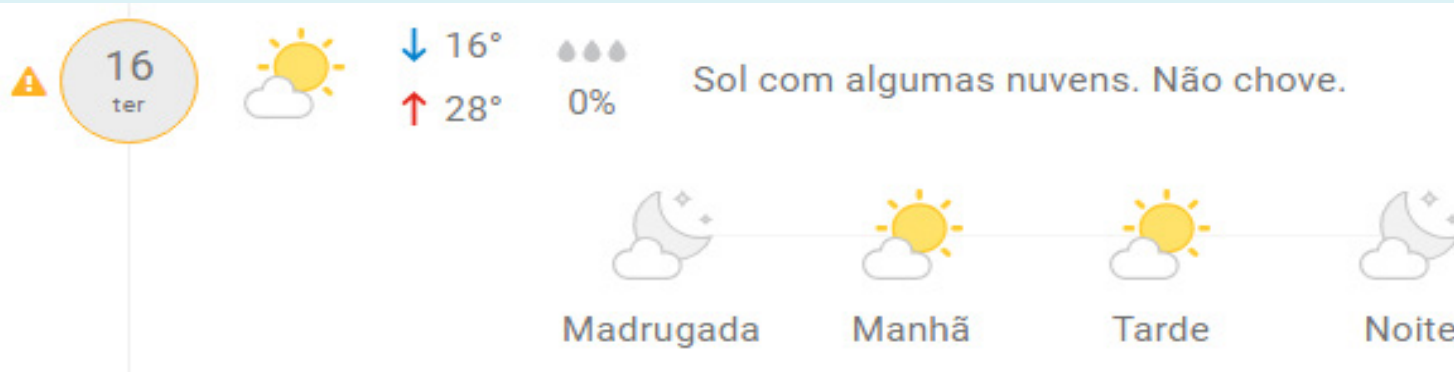 16
ter
16°
28°
0%
Sol com algumas nuvens. Não chove.
Madrugada
Manhã
Tarde
Noite